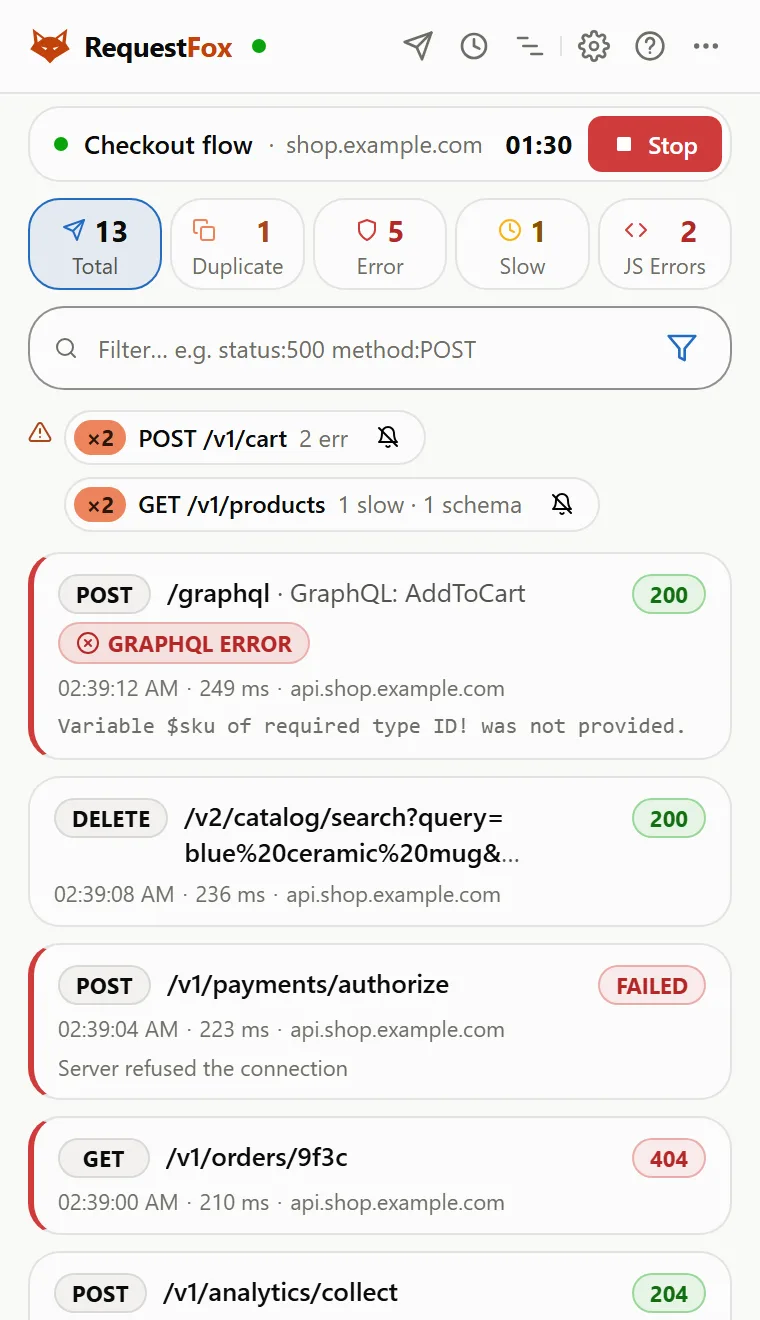 RequestFox
Checkout flow · shop.example.com 01:30 Stop
13 Total
1 Duplicate
5 Error
1 Slow
2 JS Errors
Filter... e.g. status:500 method:POST
×2 POST /v1/cart 2 err
×2 GET /v1/products 1 slow · 1 schema
POST /graphql · GraphQL: AddToCart 200
GRAPHQL ERROR
02:39:12 AM · 249 ms · api.shop.example.com
Variable $sku of required type ID! was not provided.
DELETE /v2/catalog/search?query= 200
blue%20ceramic%20mug&...
02:39:08 AM · 236 ms · api.shop.example.com
POST /v1/payments/authorize FAILED
02:39:04 AM · 223 ms · api.shop.example.com
Server refused the connection
GET /v1/orders/9f3c 404
02:39:00 AM · 210 ms · api.shop.example.com
POST /v1/analytics/collect 204